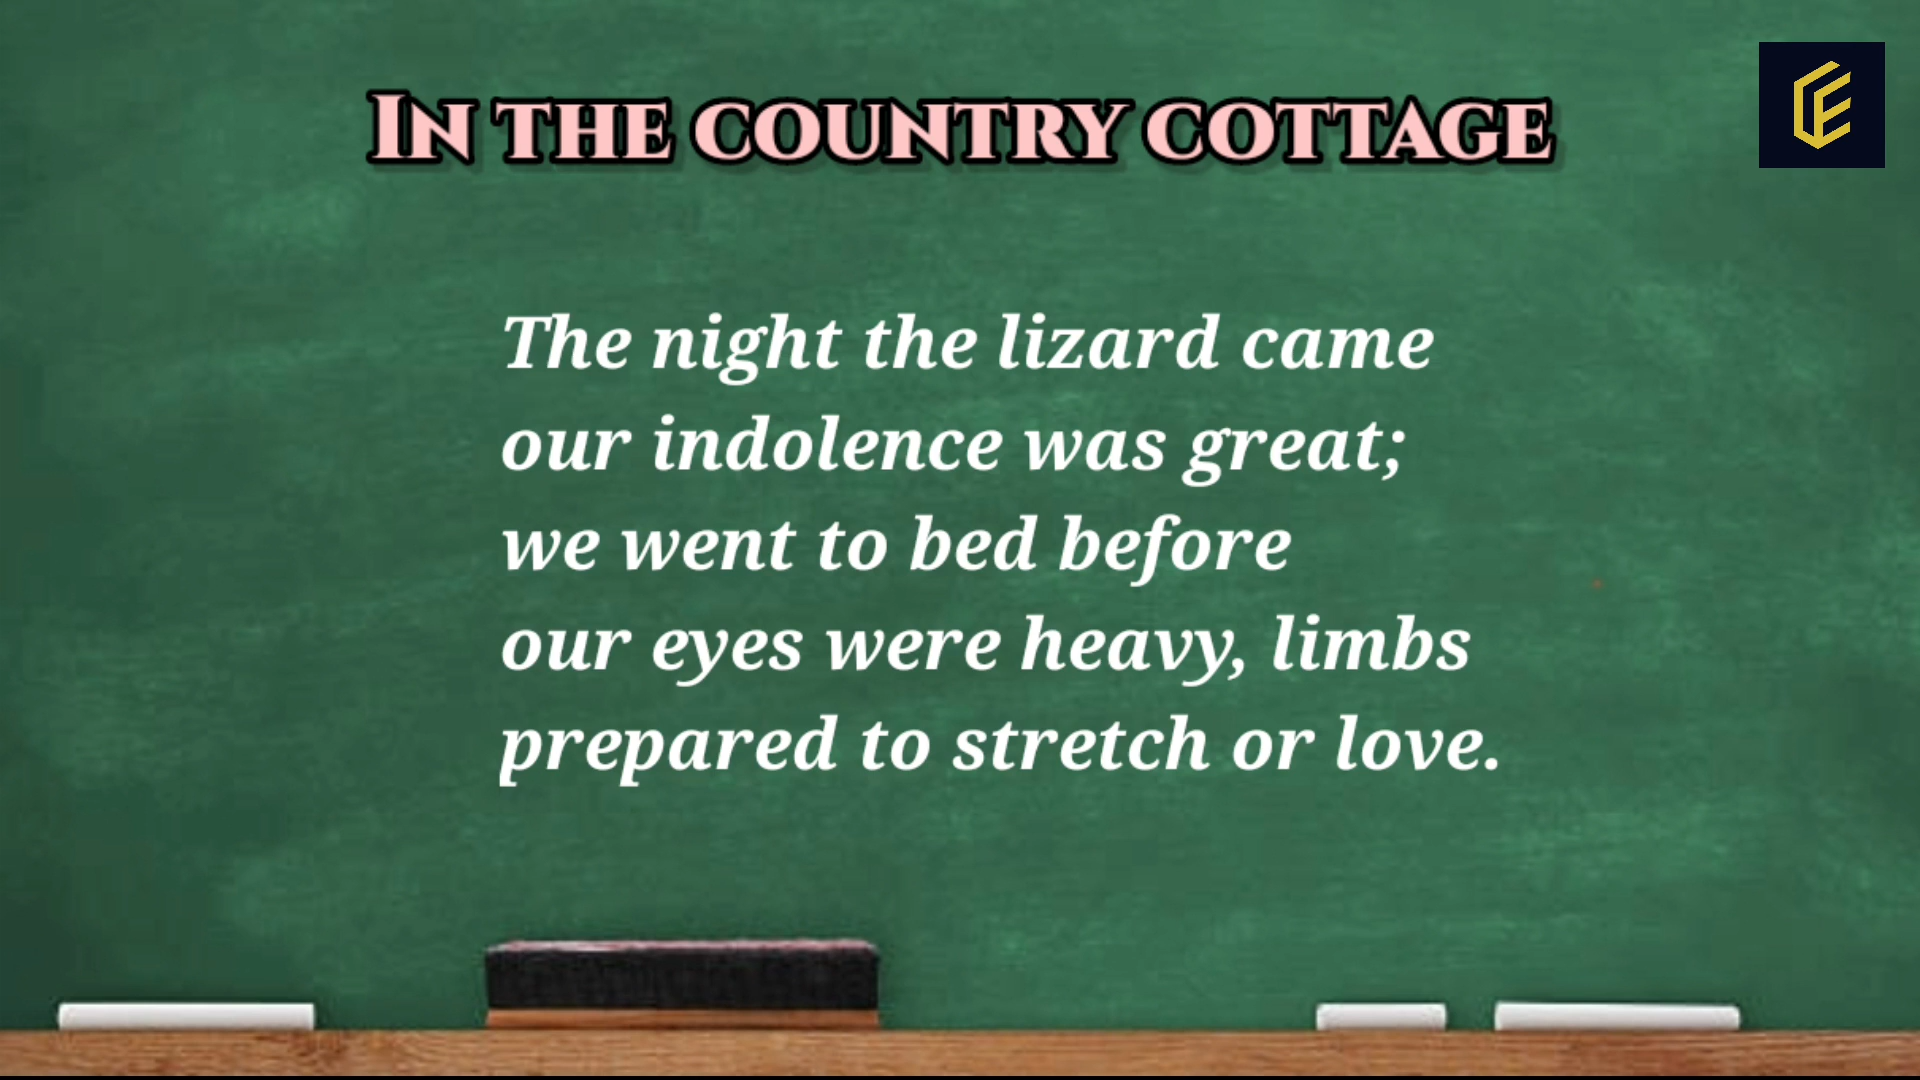 In the country cottage
The night the lizard came
our indolence was great;
we went to bed before
our eyes were heavy, limbs
prepared to stretch or love.